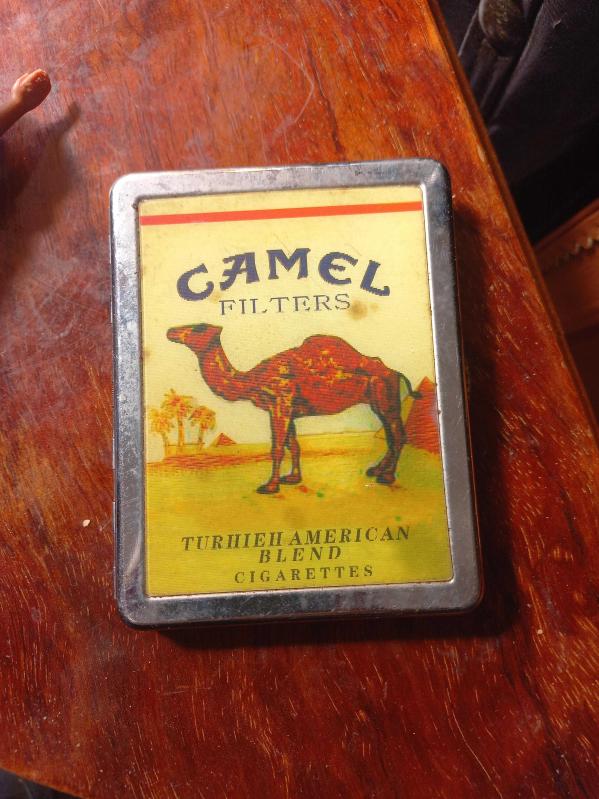 CAMEL
FILTERS
TURHIEH AMERICAN
BLEND
CIGARETTES